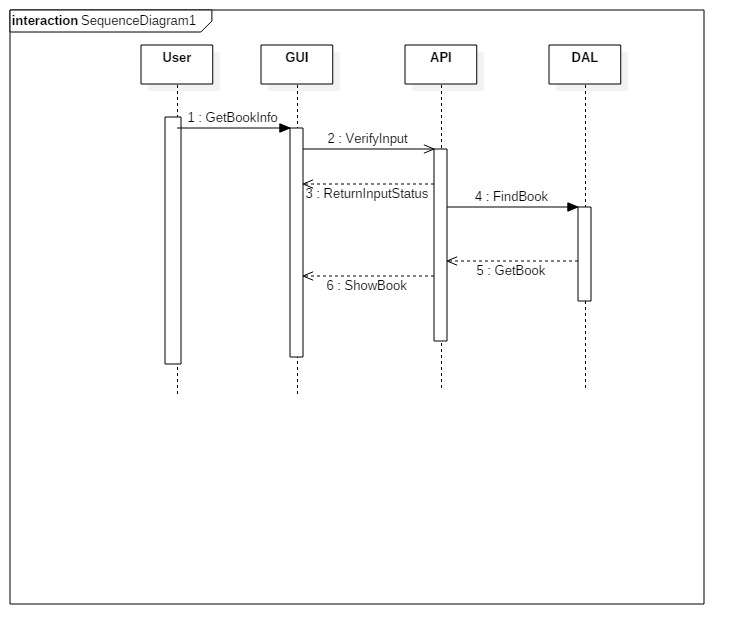 interaction SequenceDiagram1
User
GUI
API
DAL
1 : GetBookInfo
2 : VerifyInput
3 : ReturnInputStatus
4 : FindBook
5 : GetBook
6 : ShowBook